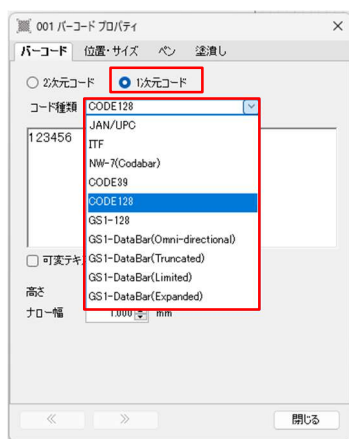 001 バーコード プロパティ
バーコード 位置・サイズ ペン 塗潰し
2次元コード 1次元コード
コード種類 CODE128
JAN/UPC
123456
ITF
NW-7(Codabar)
CODE39
CODE128
GS1-128
GS1-DataBar(Omni-directional)
可変テキ
GS1-DataBar(Truncated)
GS1-DataBar(Limited)
高さ
GS1-DataBar(Expanded)
ナロー幅 1.000 mm
閉じる